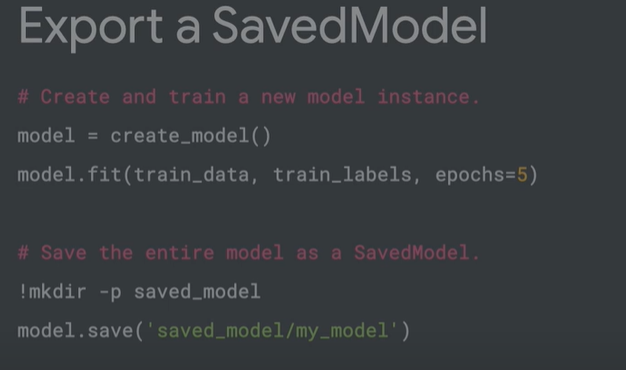 Export a SavedModel
# Create and train a new model instance.
model = create_model()
model.fit(train_data, train_labels, epochs=5)
# Save the entire model as a SavedModel.
!mkdir -p saved_model
model.save('saved_model/my_model')